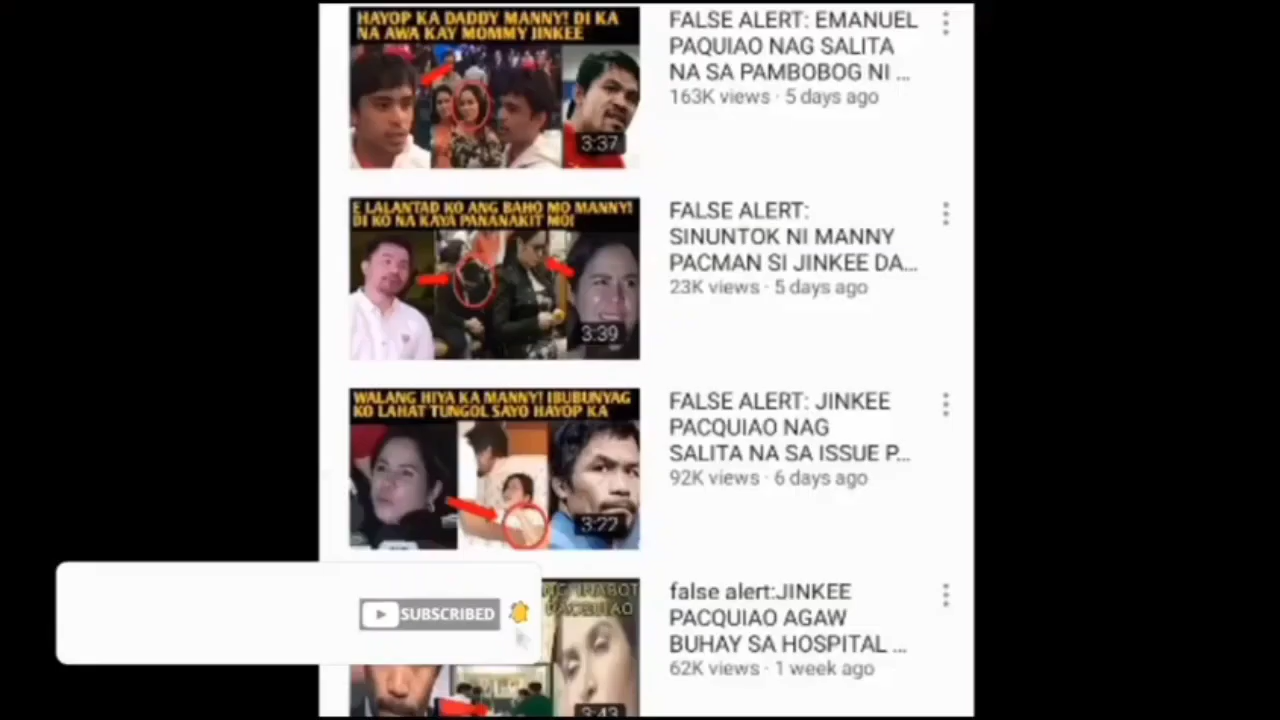 HAYOP KA DADDY MANNY! DI KA
NA AWA KAY MOMMY JINKEE
3:37
FALSE ALERT: EMANUEL
PAQUIAO NAG SALITA
NA SA PAMBOBOG NI ...
163K views · 5 days ago
E LALANTAD KO ANG BAHO MO MANNY!
DI KO NA KAYA PANANAKIT MO!
3:39
FALSE ALERT:
SINUNTOK NI MANNY
PACMAN SI JINKEE DA...
23K views · 5 days ago
WALANG HIYA KA MANNY! IBUBUNYAG
KO LAHAT TUNGOL SAYO HAYOP KA
3:22
FALSE ALERT: JINKEE
PACQUIAO NAG
SALITA NA SA ISSUE P...
92K views · 6 days ago
PACQUIAO
3:43
false alert:JINKEE
PACQUIAO AGAW
BUHAY SA HOSPITAL ...
62K views · 1 week ago
SUBSCRIBED